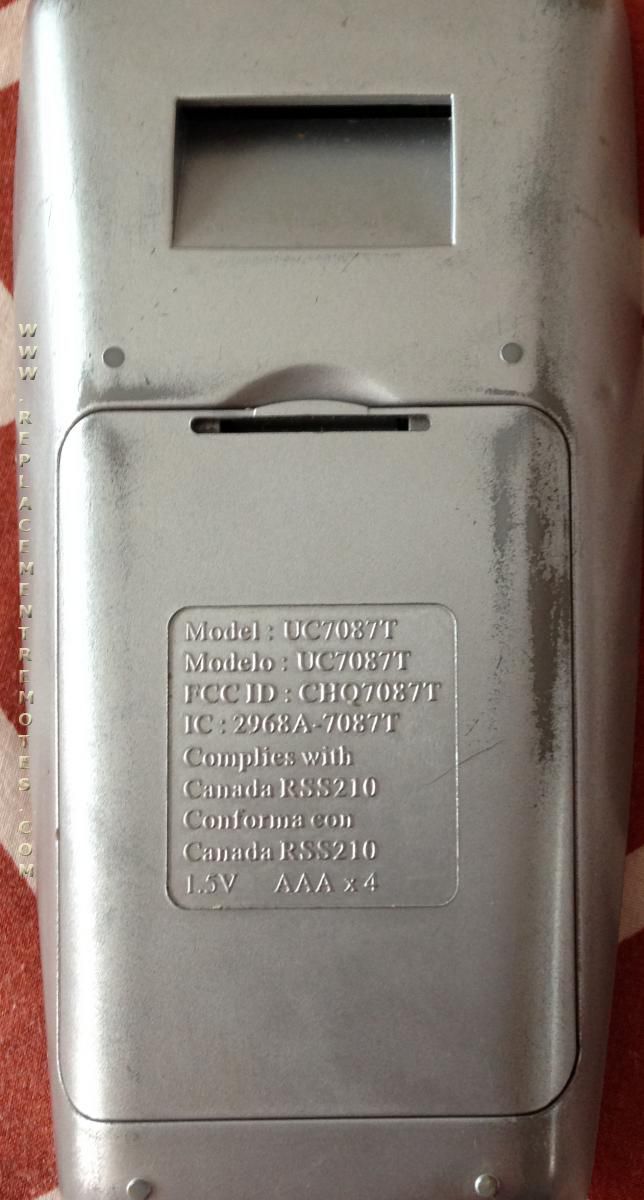 WWW.REPLACEMENTREMOTES.COM
Model : UC7087T
Modelo : UC7087T
FCC ID : CHQ7087T
IC : 2968A-7087T
Complies with
Canada RSS210
Conforma con
Canada RSS210
1.5V AAA x 4